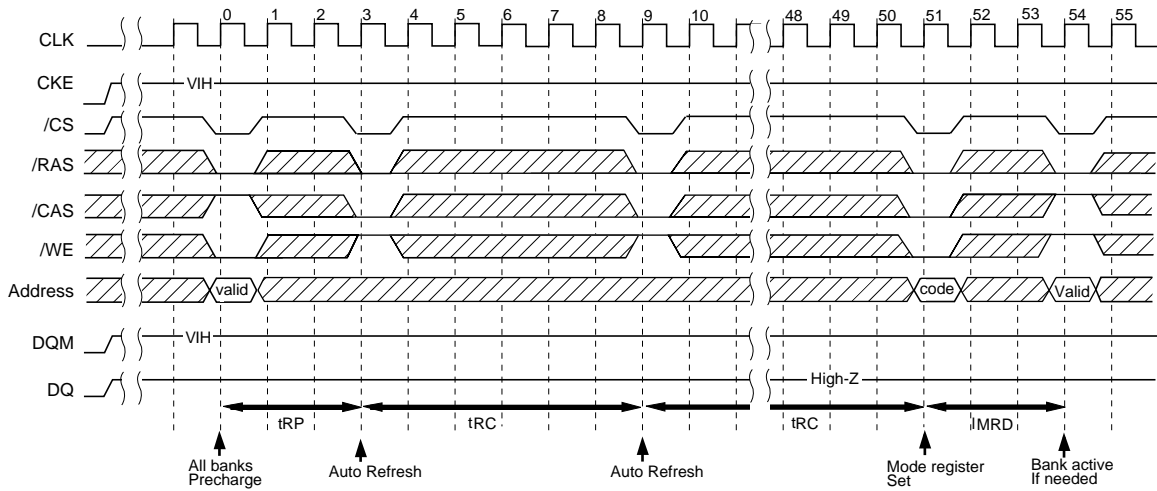 0 1 2 3 4 5 6 7 8 9 10 48 49 50 51 52 53 54 55
CLK
CKE VIH
/CS
/RAS
/CAS
/WE
Address valid code Valid
DQM VIH
DQ High-Z
tRP tRC tRC lMRD
All banks
Precharge
Auto Refresh
Auto Refresh
Mode register
Set
Bank active
If needed